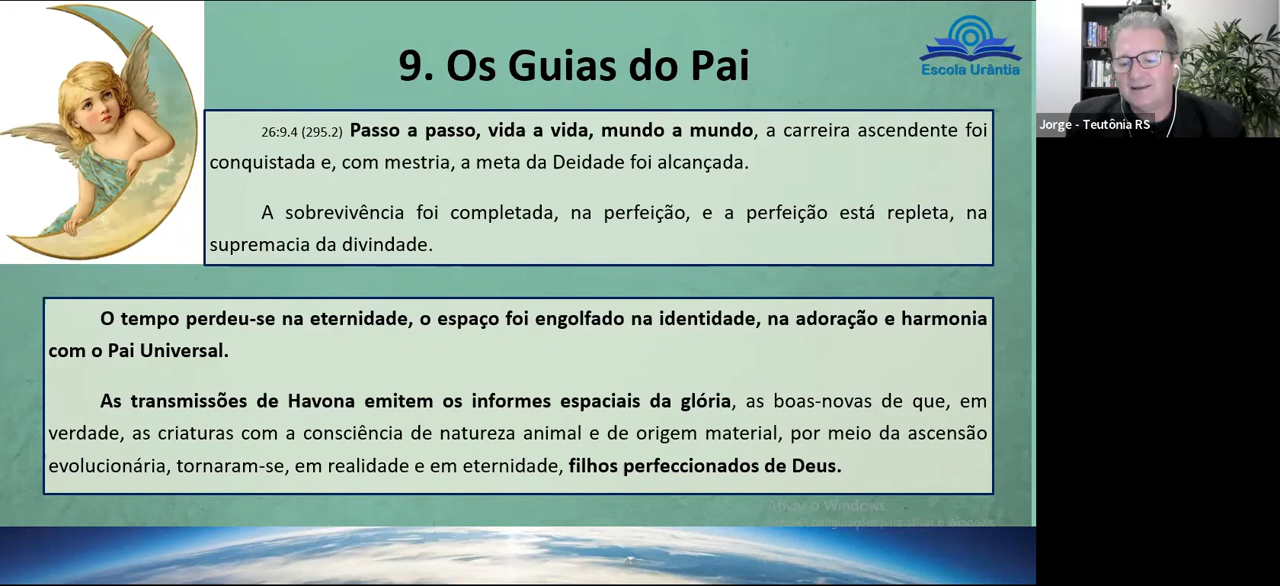 9. Os Guias do Pai
Escola Urântia
26:9.4 (295.2) Passo a passo, vida a vida, mundo a mundo, a carreira ascendente foi
conquistada e, com mestria, a meta da Deidade foi alcançada.
A sobrevivência foi completada, na perfeição, e a perfeição está repleta, na
supremacia da divindade.
O tempo perdeu-se na eternidade, o espaço foi engolfado na identidade, na adoração e harmonia
com o Pai Universal.
As transmissões de Havona emitem os informes espaciais da glória, as boas-novas de que, em
verdade, as criaturas com a consciência de natureza animal e de origem material, por meio da ascensão
evolucionária, tornaram-se, em realidade e em eternidade, filhos perfeccionados de Deus.
Ativar o Windows
Jorge - Teutônia RS